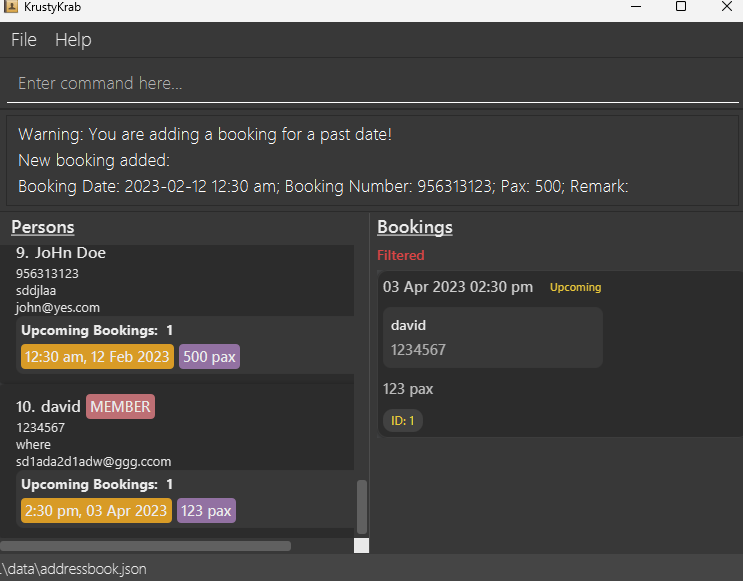 KrustyKrab
File Help
Enter command here...
Warning: You are adding a booking for a past date!
New booking added:
Booking Date: 2023-02-12 12:30 am; Booking Number: 956313123; Pax: 500; Remark:
Persons
9. JoHn Doe
956313123
sddjlaa
john@yes.com
Upcoming Bookings: 1
12:30 am, 12 Feb 2023 500 pax
10. david MEMBER
1234567
where
sd1ada2d1adw@ggg.ccom
Upcoming Bookings: 1
2:30 pm, 03 Apr 2023 123 pax
Bookings
Filtered
03 Apr 2023 02:30 pm Upcoming
david
1234567
123 pax
ID: 1
.\data\addressbook.json